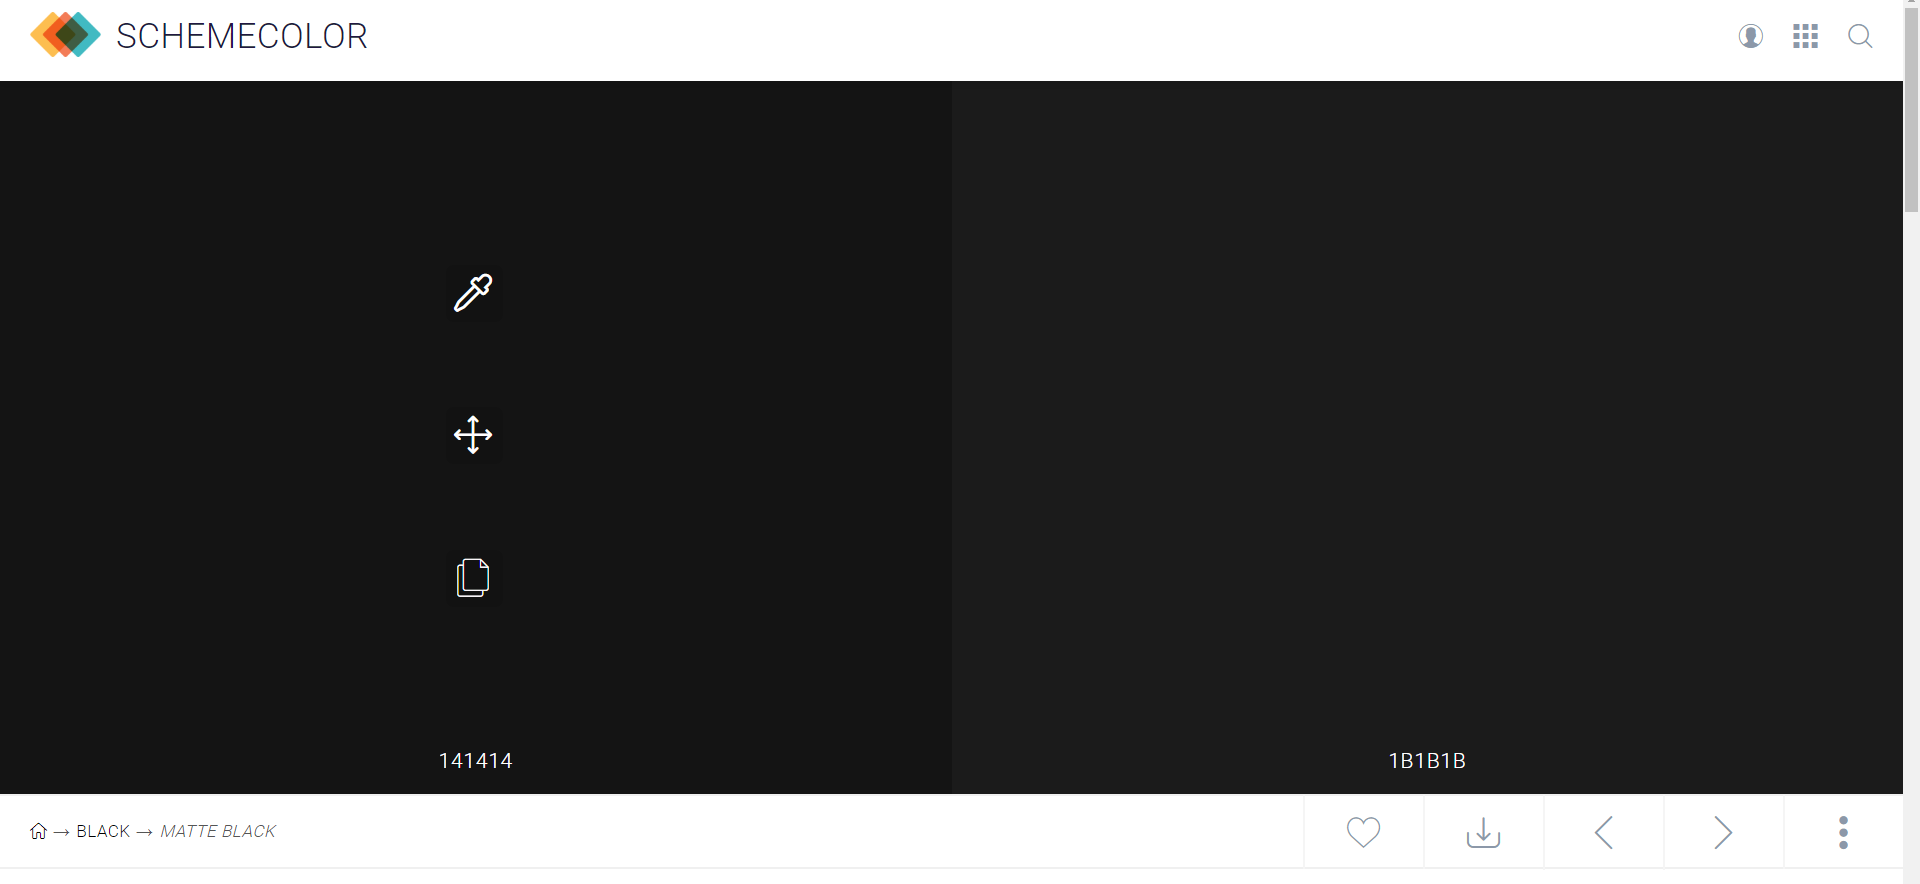 SCHEMECOLOR
141414
1B1B1B
→ BLACK → MATTE BLACK